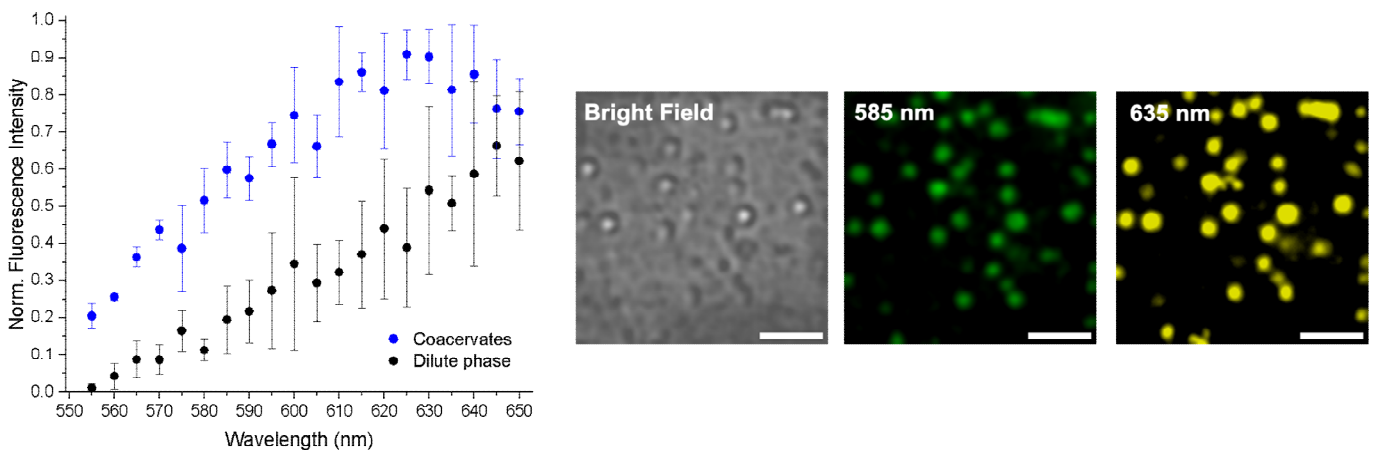 1.0
0.9
0.8
0.7
0.6
0.5
0.4
0.3
0.2
0.1
0.0
Norm. Fluorescence Intensity
Coacervates
Dilute phase
550 560 570 580 590 600 610 620 630 640 650
Wavelength (nm)
Bright Field
585 nm
635 nm